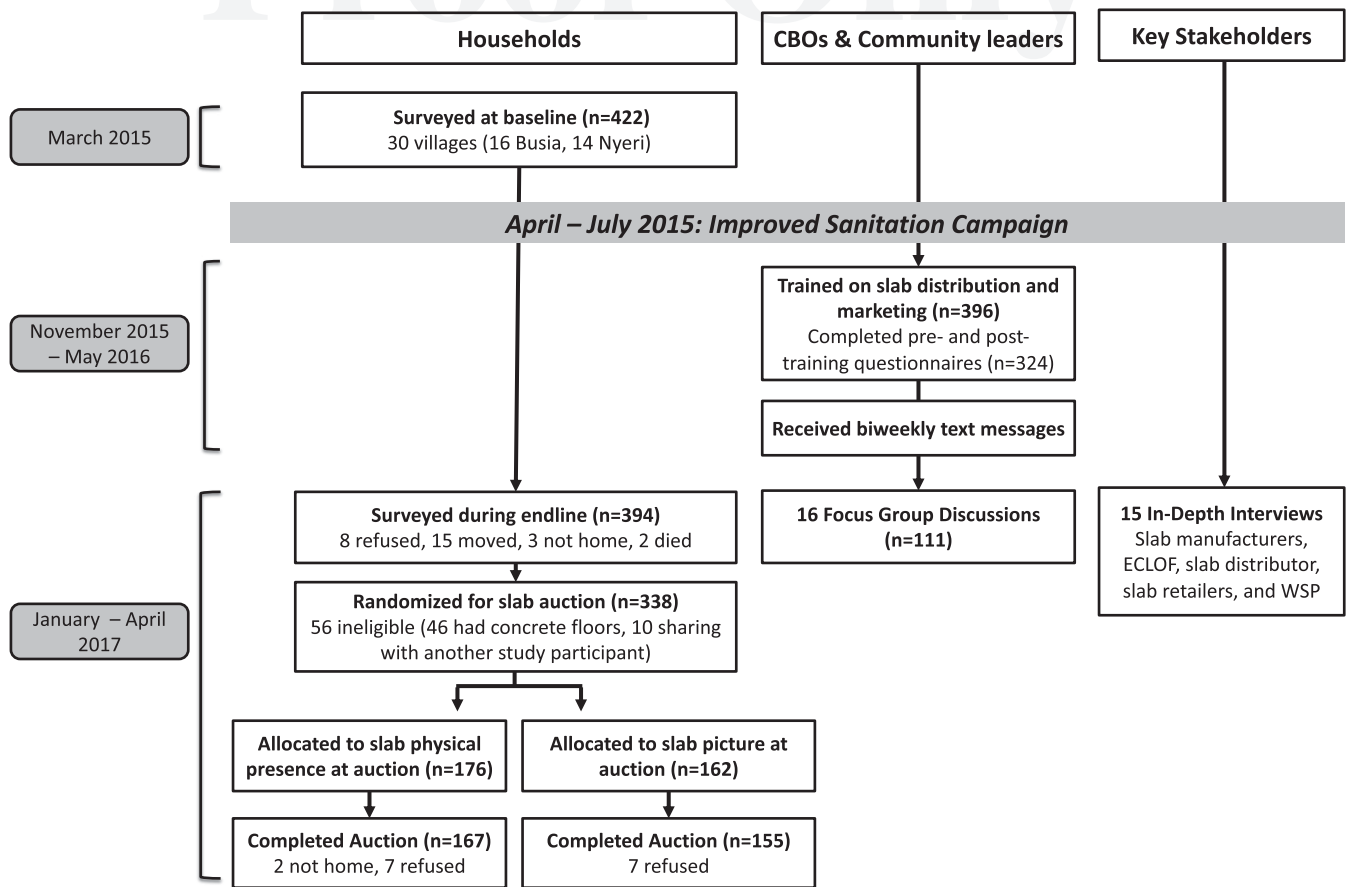 Proof Only
Households
CBOs & Community leaders
Key Stakeholders
March 2015
Surveyed at baseline (n=422)
30 villages (16 Busia, 14 Nyeri)
April – July 2015: Improved Sanitation Campaign
November 2015
– May 2016
Trained on slab distribution and
marketing (n=396)
Completed pre- and post-
training questionnaires (n=324)
Received biweekly text messages
Surveyed during endline (n=394)
8 refused, 15 moved, 3 not home, 2 died
16 Focus Group Discussions
(n=111)
15 In-Depth Interviews
Slab manufacturers,
ECLOF, slab distributor,
slab retailers, and WSP
January – April
2017
Randomized for slab auction (n=338)
56 ineligible (46 had concrete floors, 10 sharing
with another study participant)
Allocated to slab physical
presence at auction (n=176)
Allocated to slab picture at
auction (n=162)
Completed Auction (n=167)
2 not home, 7 refused
Completed Auction (n=155)
7 refused